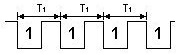 T₁ T₁ T₁
1 1 1 1